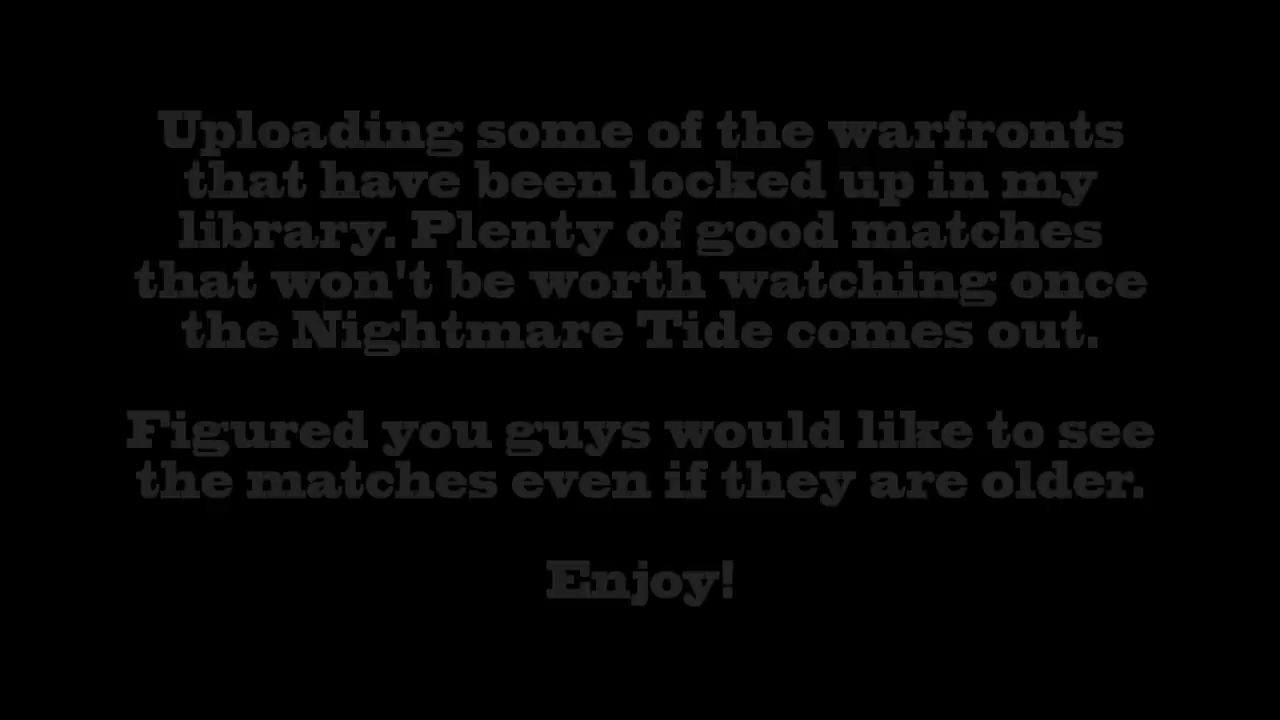 Uploading some of the warfronts
that have been locked up in my
library. Plenty of good matches
that won't be worth watching once
the Nightmare Tide comes out.
Figured you guys would like to see
the matches even if they are older.
Enjoy!